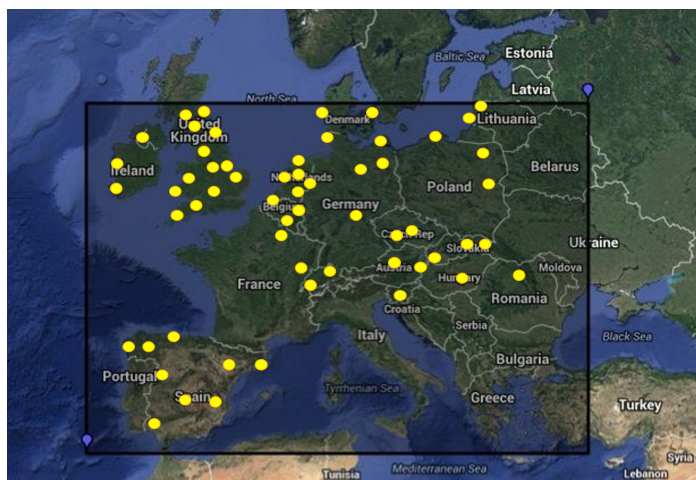 Estonia
Baltic Sea
Latvia
North Sea
Denmark
Lithuania
United
Kingdom
Ireland
Belarus
Netherlands
Poland
Belgium
Germany
Czech Rep
Ukraine
Slovakia
Austria
Hungary
Moldova
France
Romania
Croatia
Serbia
Italy
Black Sea
Bulgaria
Portugal
Tyrrhenian Sea
Spain
Greece
Turkey
Syria
Tunisia
Mediterranean Sea
Lebanon